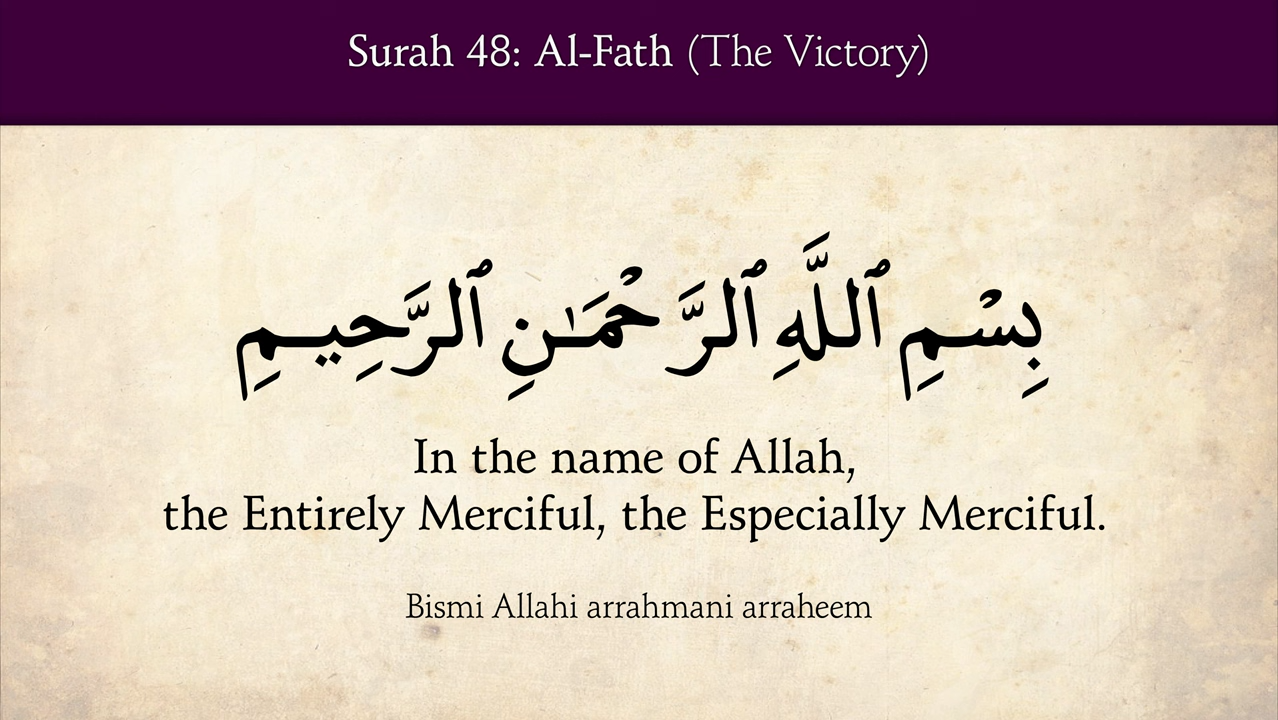 Surah 48: Al-Fath (The Victory)
بِسْمِ ٱللَّهِ ٱلرَّحْمَـٰنِ ٱلرَّحِيمِ
In the name of Allah,
the Entirely Merciful, the Especially Merciful.
Bismi Allahi arrahmani arraheem